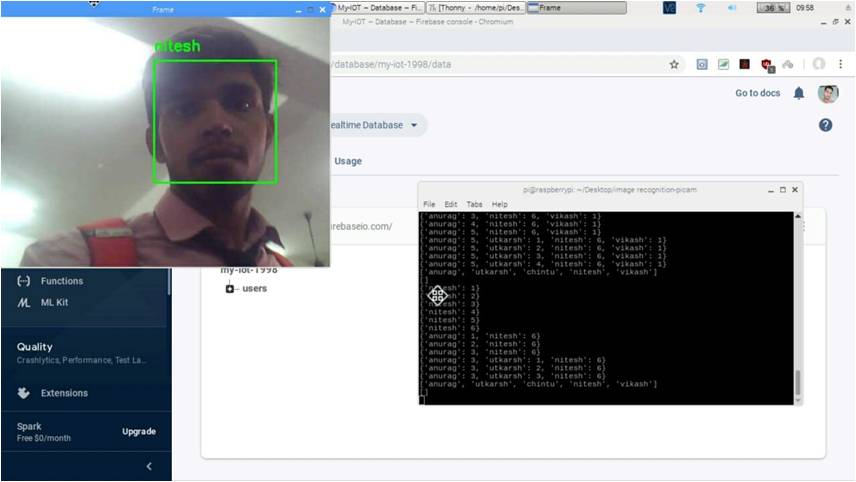 Frame
My-IOT – Database – Fi...
[Thonny - /home/pi/Des...
Frame
36 %
09:58
My-IOT – Database – Firebase console - Chromium
nitesh
/database/my-iot-1998/data
Go to docs
ealtime Database
Usage
pi@raspberrypi: ~/Desktop/image recognition-picam
File Edit Tabs Help
{'anurag': 3, 'nitesh': 6, 'vikash': 1}
{'anurag': 4, 'nitesh': 6, 'vikash': 1}
{'anurag': 5, 'nitesh': 6, 'vikash': 1}
{'anurag': 5, 'utkarsh': 1, 'nitesh': 6, 'vikash': 1}
{'anurag': 5, 'utkarsh': 2, 'nitesh': 6, 'vikash': 1}
{'anurag': 5, 'utkarsh': 3, 'nitesh': 6, 'vikash': 1}
{'anurag': 5, 'utkarsh': 4, 'nitesh': 6, 'vikash': 1}
['anurag', 'utkarsh', 'chintu', 'nitesh', 'vikash']
[]
{'nitesh': 1}
sh': 2}
{'nitesh': 3}
{'nitesh': 4}
{'nitesh': 5}
{'nitesh': 6}
{'anurag': 1, 'nitesh': 6}
{'anurag': 2, 'nitesh': 6}
{'anurag': 3, 'nitesh': 6}
{'anurag': 3, 'utkarsh': 1, 'nitesh': 6}
{'anurag': 3, 'utkarsh': 2, 'nitesh': 6}
{'anurag': 3, 'utkarsh': 3, 'nitesh': 6}
['anurag', 'utkarsh', 'chintu', 'nitesh', 'vikash']
[]
rebaseio.com/
my-iot-1998
users
Functions
ML Kit
Quality
Crashlytics, Performance, Test La...
Extensions
Spark
Free $0/month
Upgrade